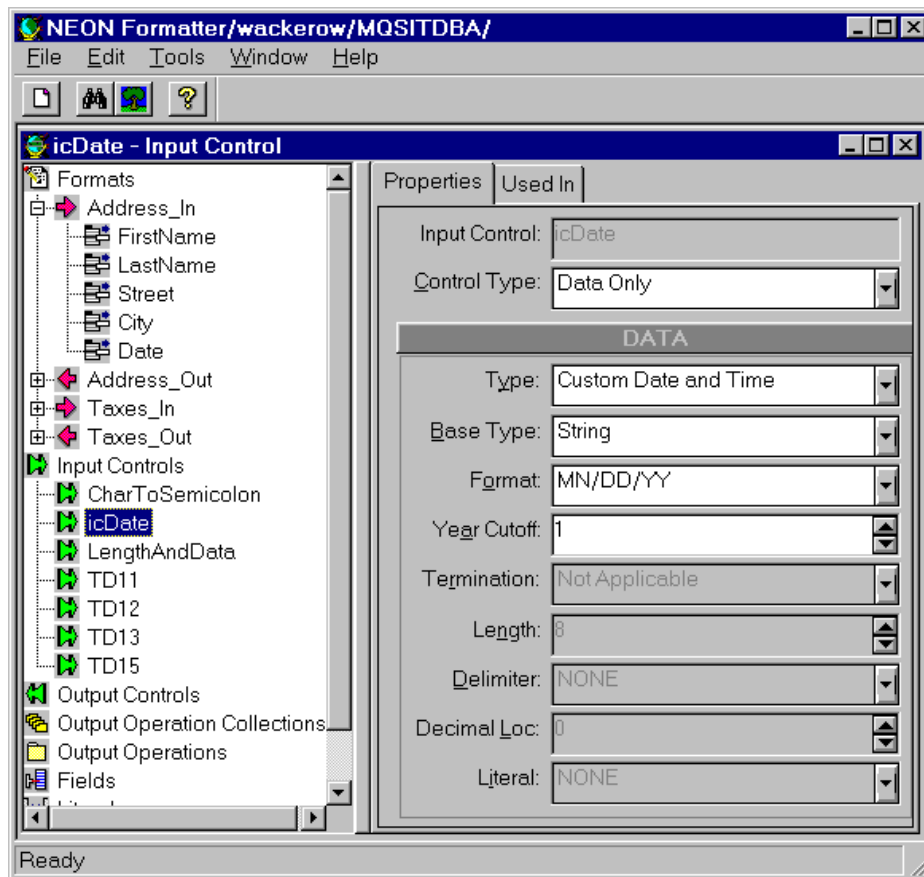 NEON Formatter/wackerow/MQSITDBA/
File Edit Tools Window Help
icDate - Input Control
Formats
Address_In
FirstName
LastName
Street
City
Date
Address_Out
Taxes_In
Taxes_Out
Input Controls
CharToSemicolon
icDate
LengthAndData
TD11
TD12
TD13
TD15
Output Controls
Output Operation Collections
Output Operations
Fields
Properties Used In
Input Control: icDate
Control Type: Data Only
DATA
Type: Custom Date and Time
Base Type: String
Format: MN/DD/YY
Year Cutoff: 1
Termination: Not Applicable
Length: 8
Delimiter: NONE
Decimal Loc: 0
Literal: NONE
Ready